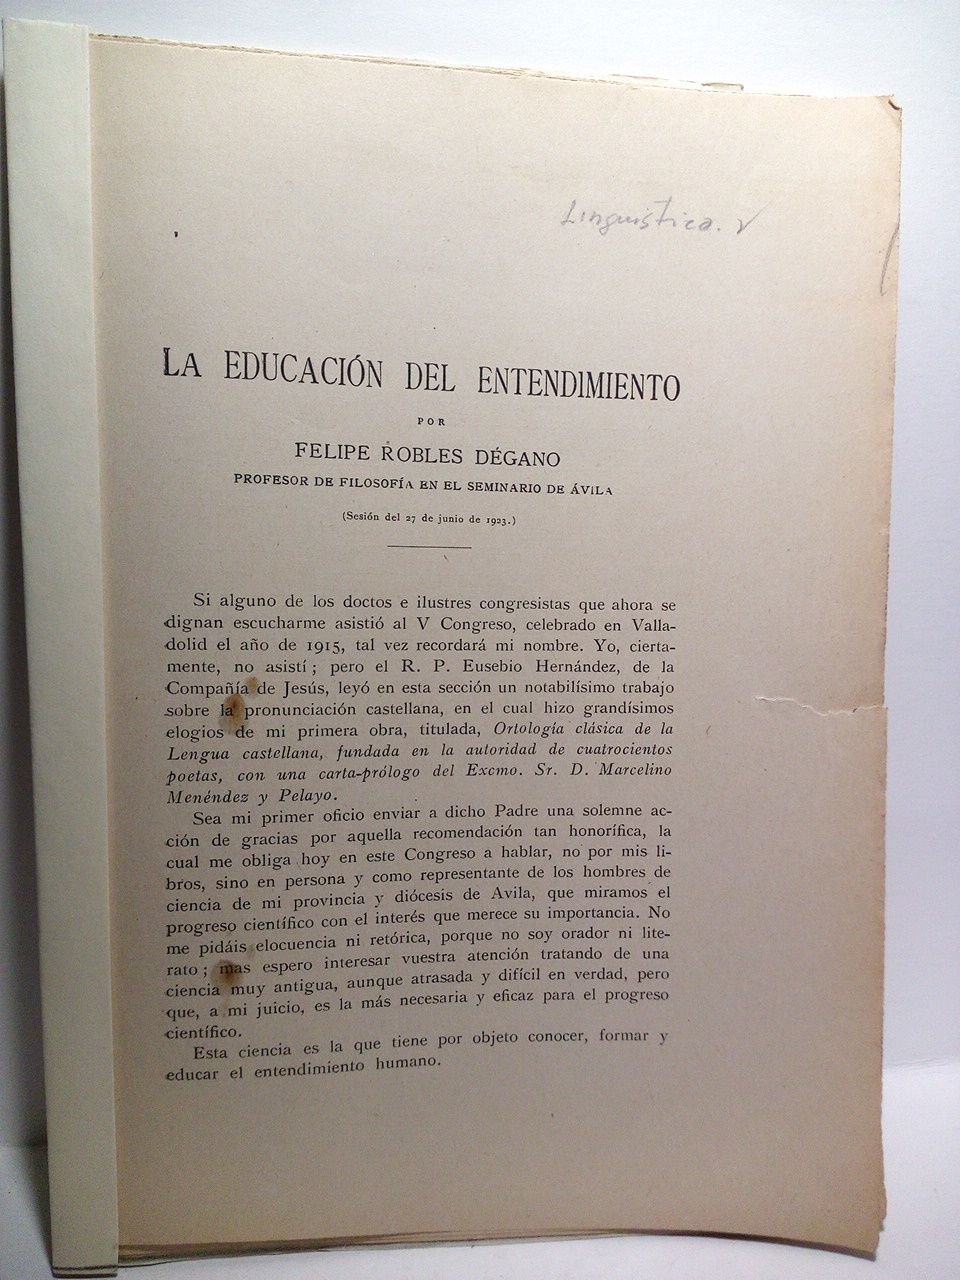 Linguistica. V
LA EDUCACIÓN DEL ENTENDIMIENTO
POR
FELIPE ROBLES DÉGANO
PROFESOR DE FILOSOFÍA EN EL SEMINARIO DE ÁVILA
(Sesión del 27 de junio de 1923.)
Si alguno de los doctos e ilustres congresistas que ahora se
dignan escucharme asistió al V Congreso, celebrado en Valla-
dolid el año de 1915, tal vez recordará mi nombre. Yo, cierta-
mente, no asistí; pero el R. P. Eusebio Hernández, de la
Compañía de Jesús, leyó en esta sección un notabilísimo trabajo
sobre la pronunciación castellana, en el cual hizo grandísimos
elogios de mi primera obra, titulada, Ortología clásica de la
Lengua castellana, fundada en la autoridad de cuatrocientos
poetas, con una carta-prólogo del Excmo. Sr. D. Marcelino
Menéndez y Pelayo.
Sea mi primer oficio enviar a dicho Padre una solemne ac-
ción de gracias por aquella recomendación tan honorífica, la
cual me obliga hoy en este Congreso a hablar, no por mis li-
bros, sino en persona y como representante de los hombres de
ciencia de mi provincia y diócesis de Avila, que miramos el
progreso científico con el interés que merece su importancia. No
me pidáis elocuencia ni retórica, porque no soy orador ni lite-
rato; mas espero interesar vuestra atención tratando de una
ciencia muy antigua, aunque atrasada y difícil en verdad, pero
que, a mi juicio, es la más necesaria y eficaz para el progreso
científico.
Esta ciencia es la que tiene por objeto conocer, formar y
educar el entendimiento humano.